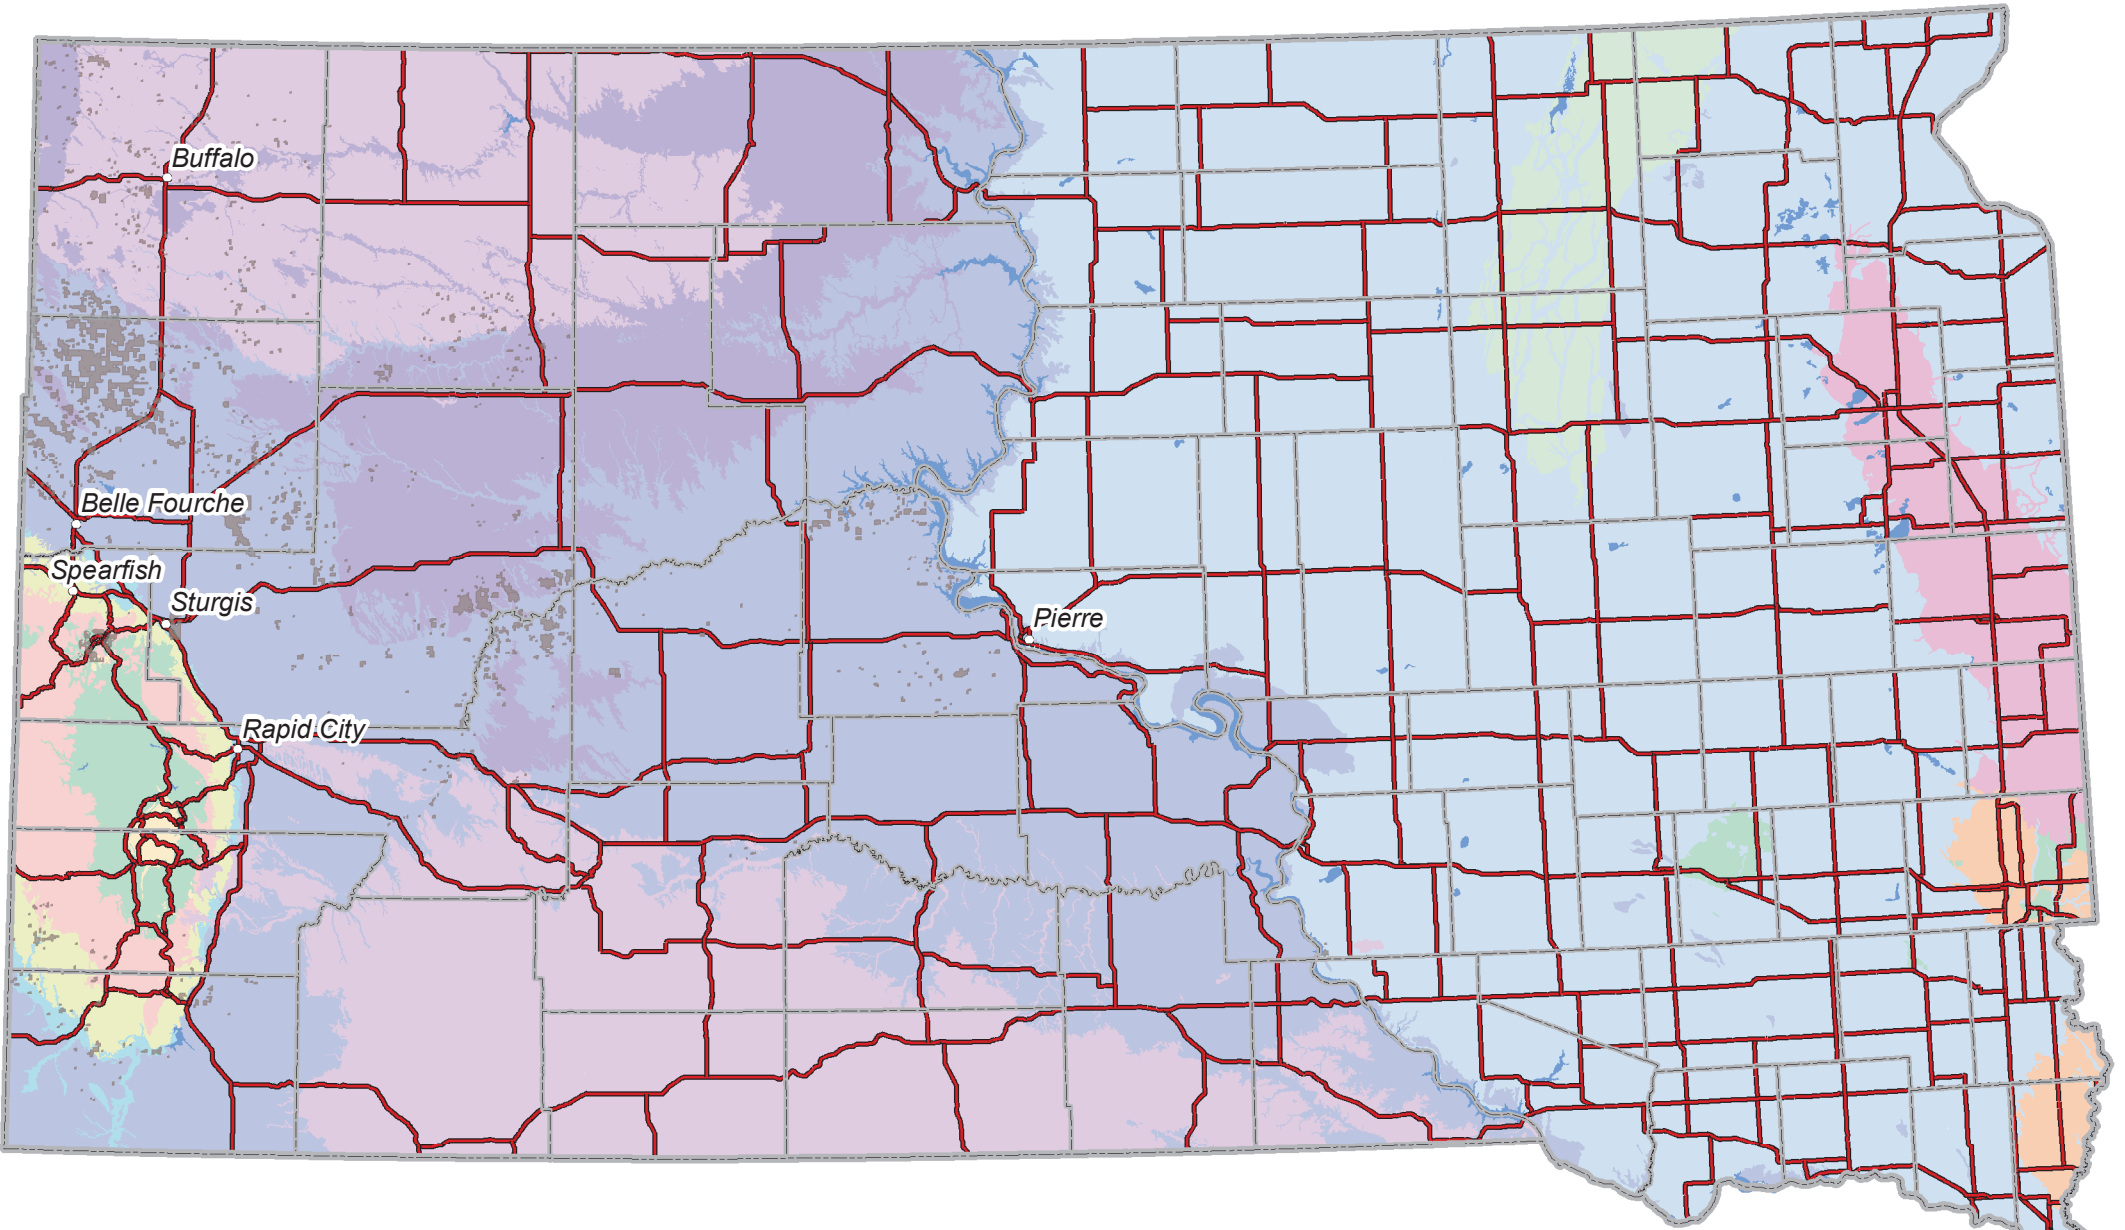 Buffalo
Belle Fourche
Spearfish
Sturgis
Pierre
Rapid City